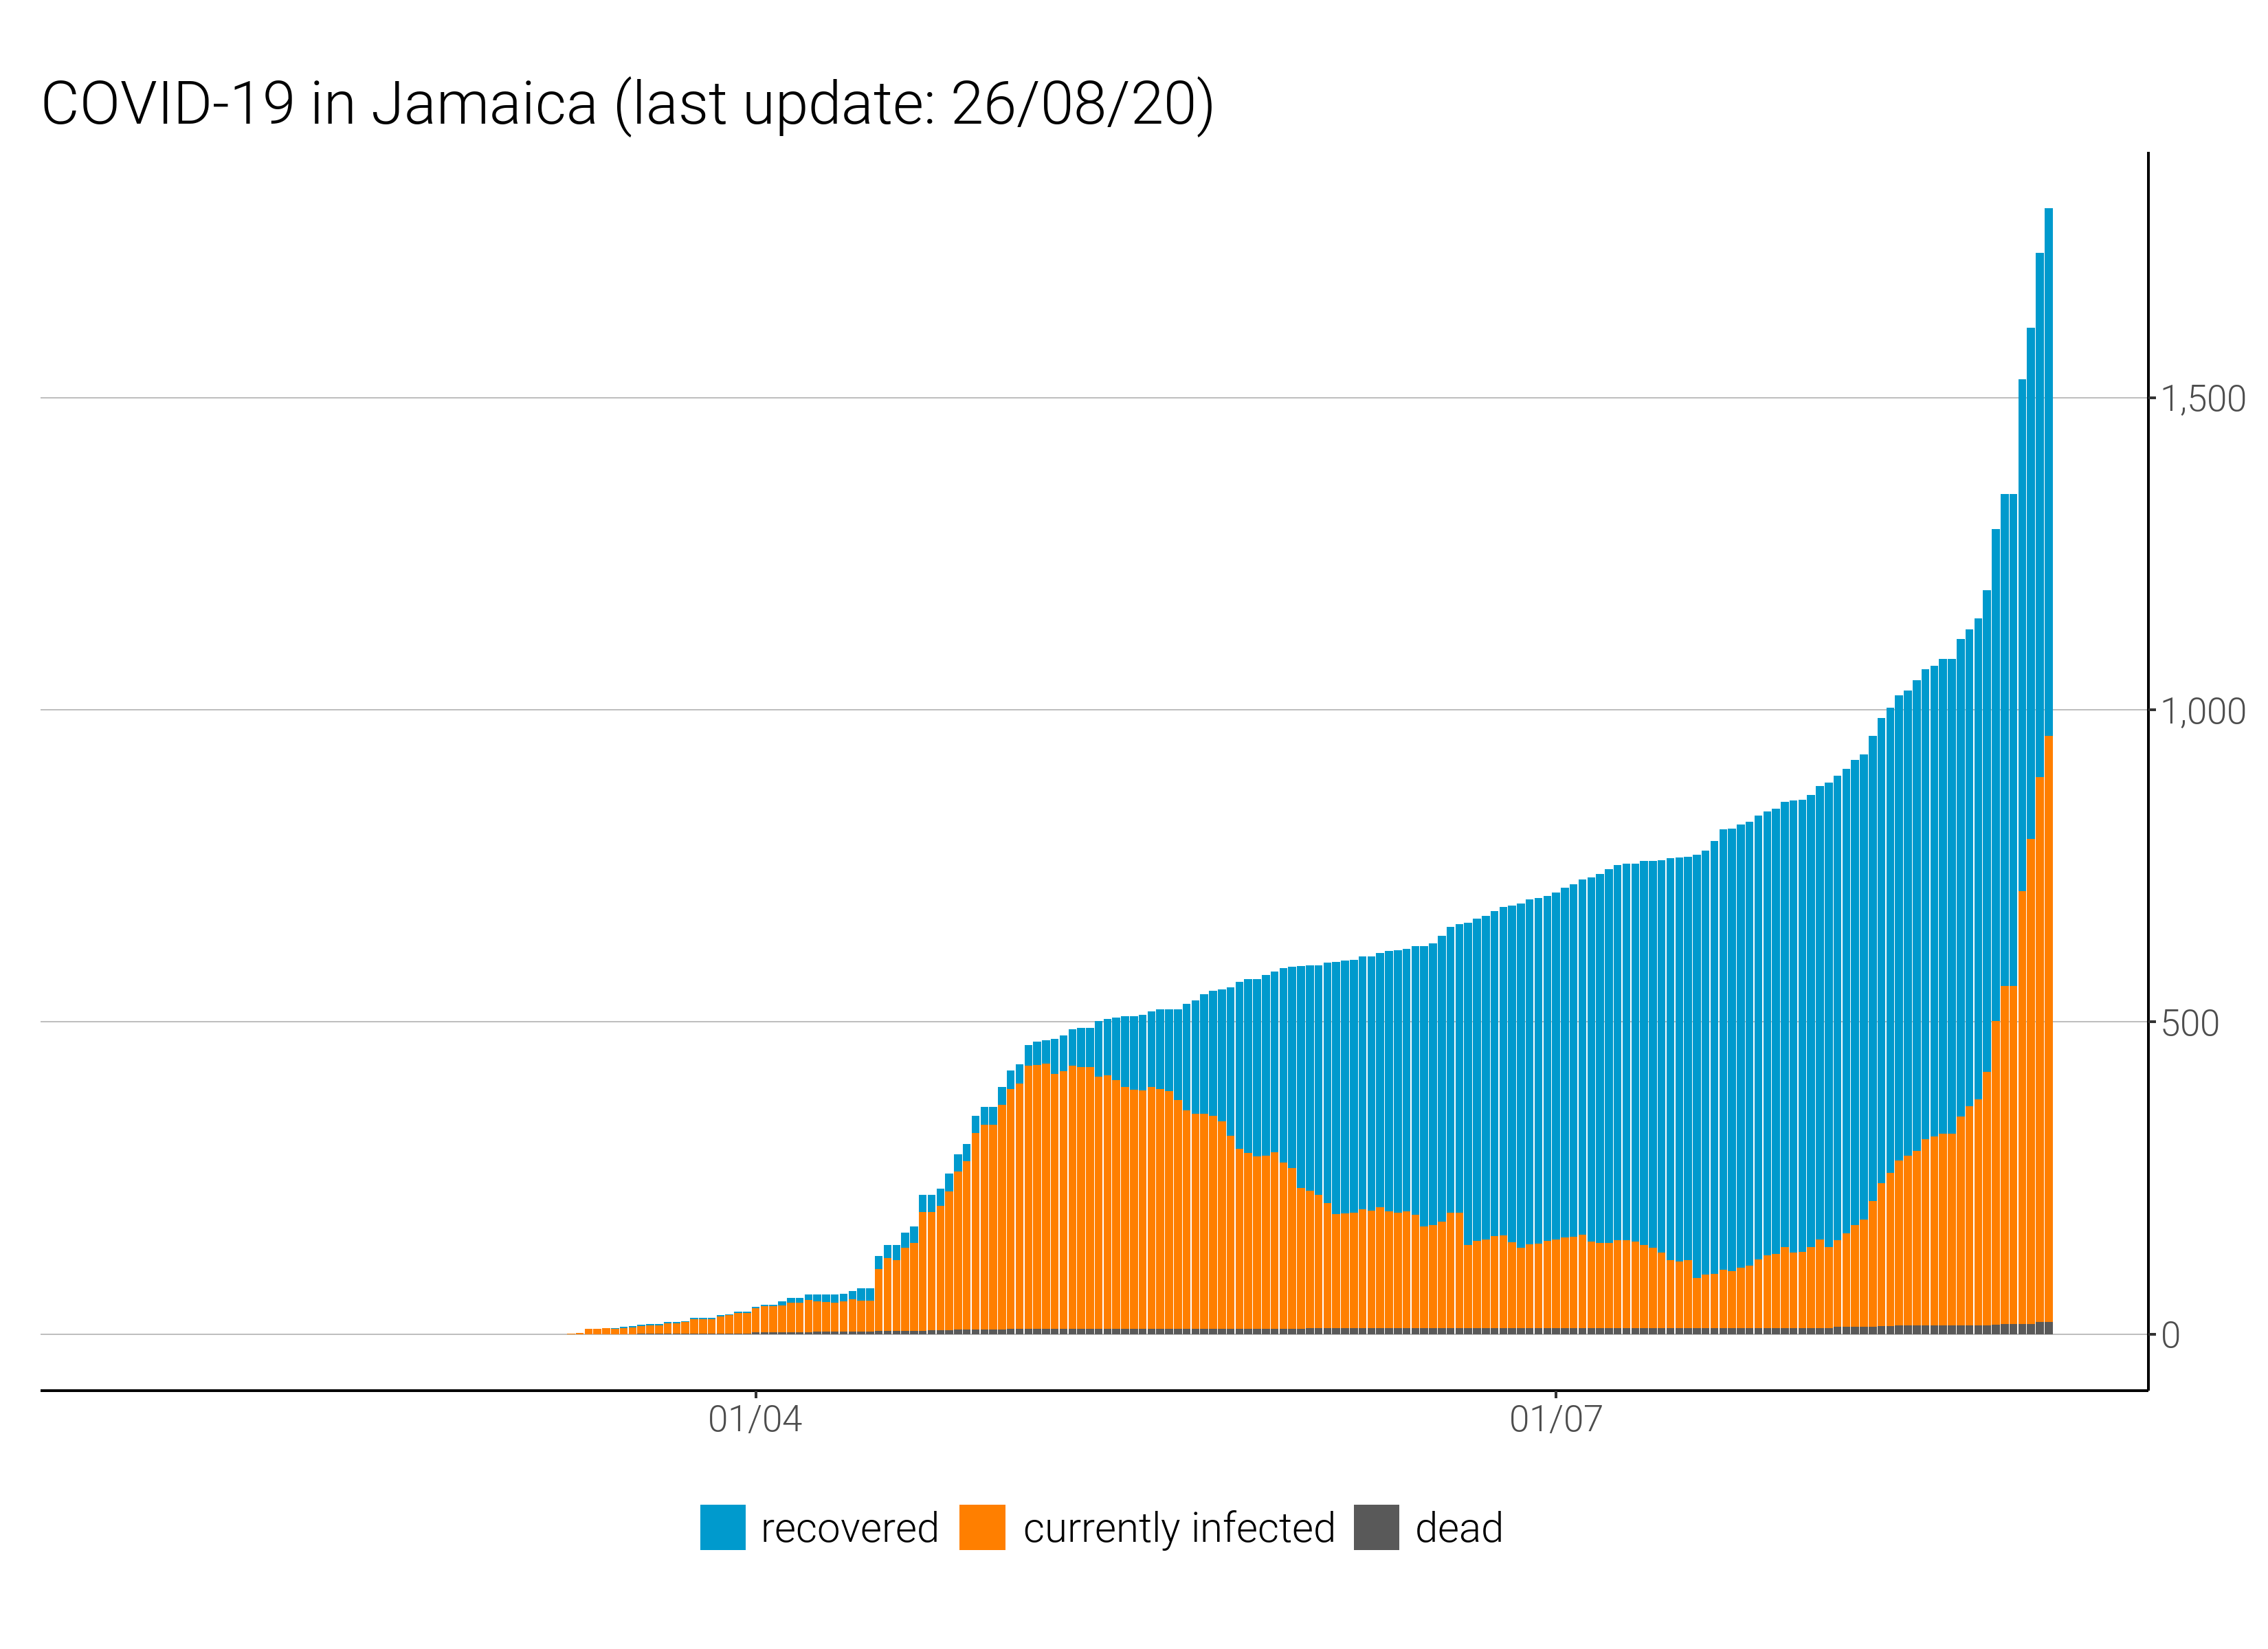 COVID-19 in Jamaica (last update: 26/08/20)
1,500
1,000
500
0
01/04 01/07
recovered currently infected dead